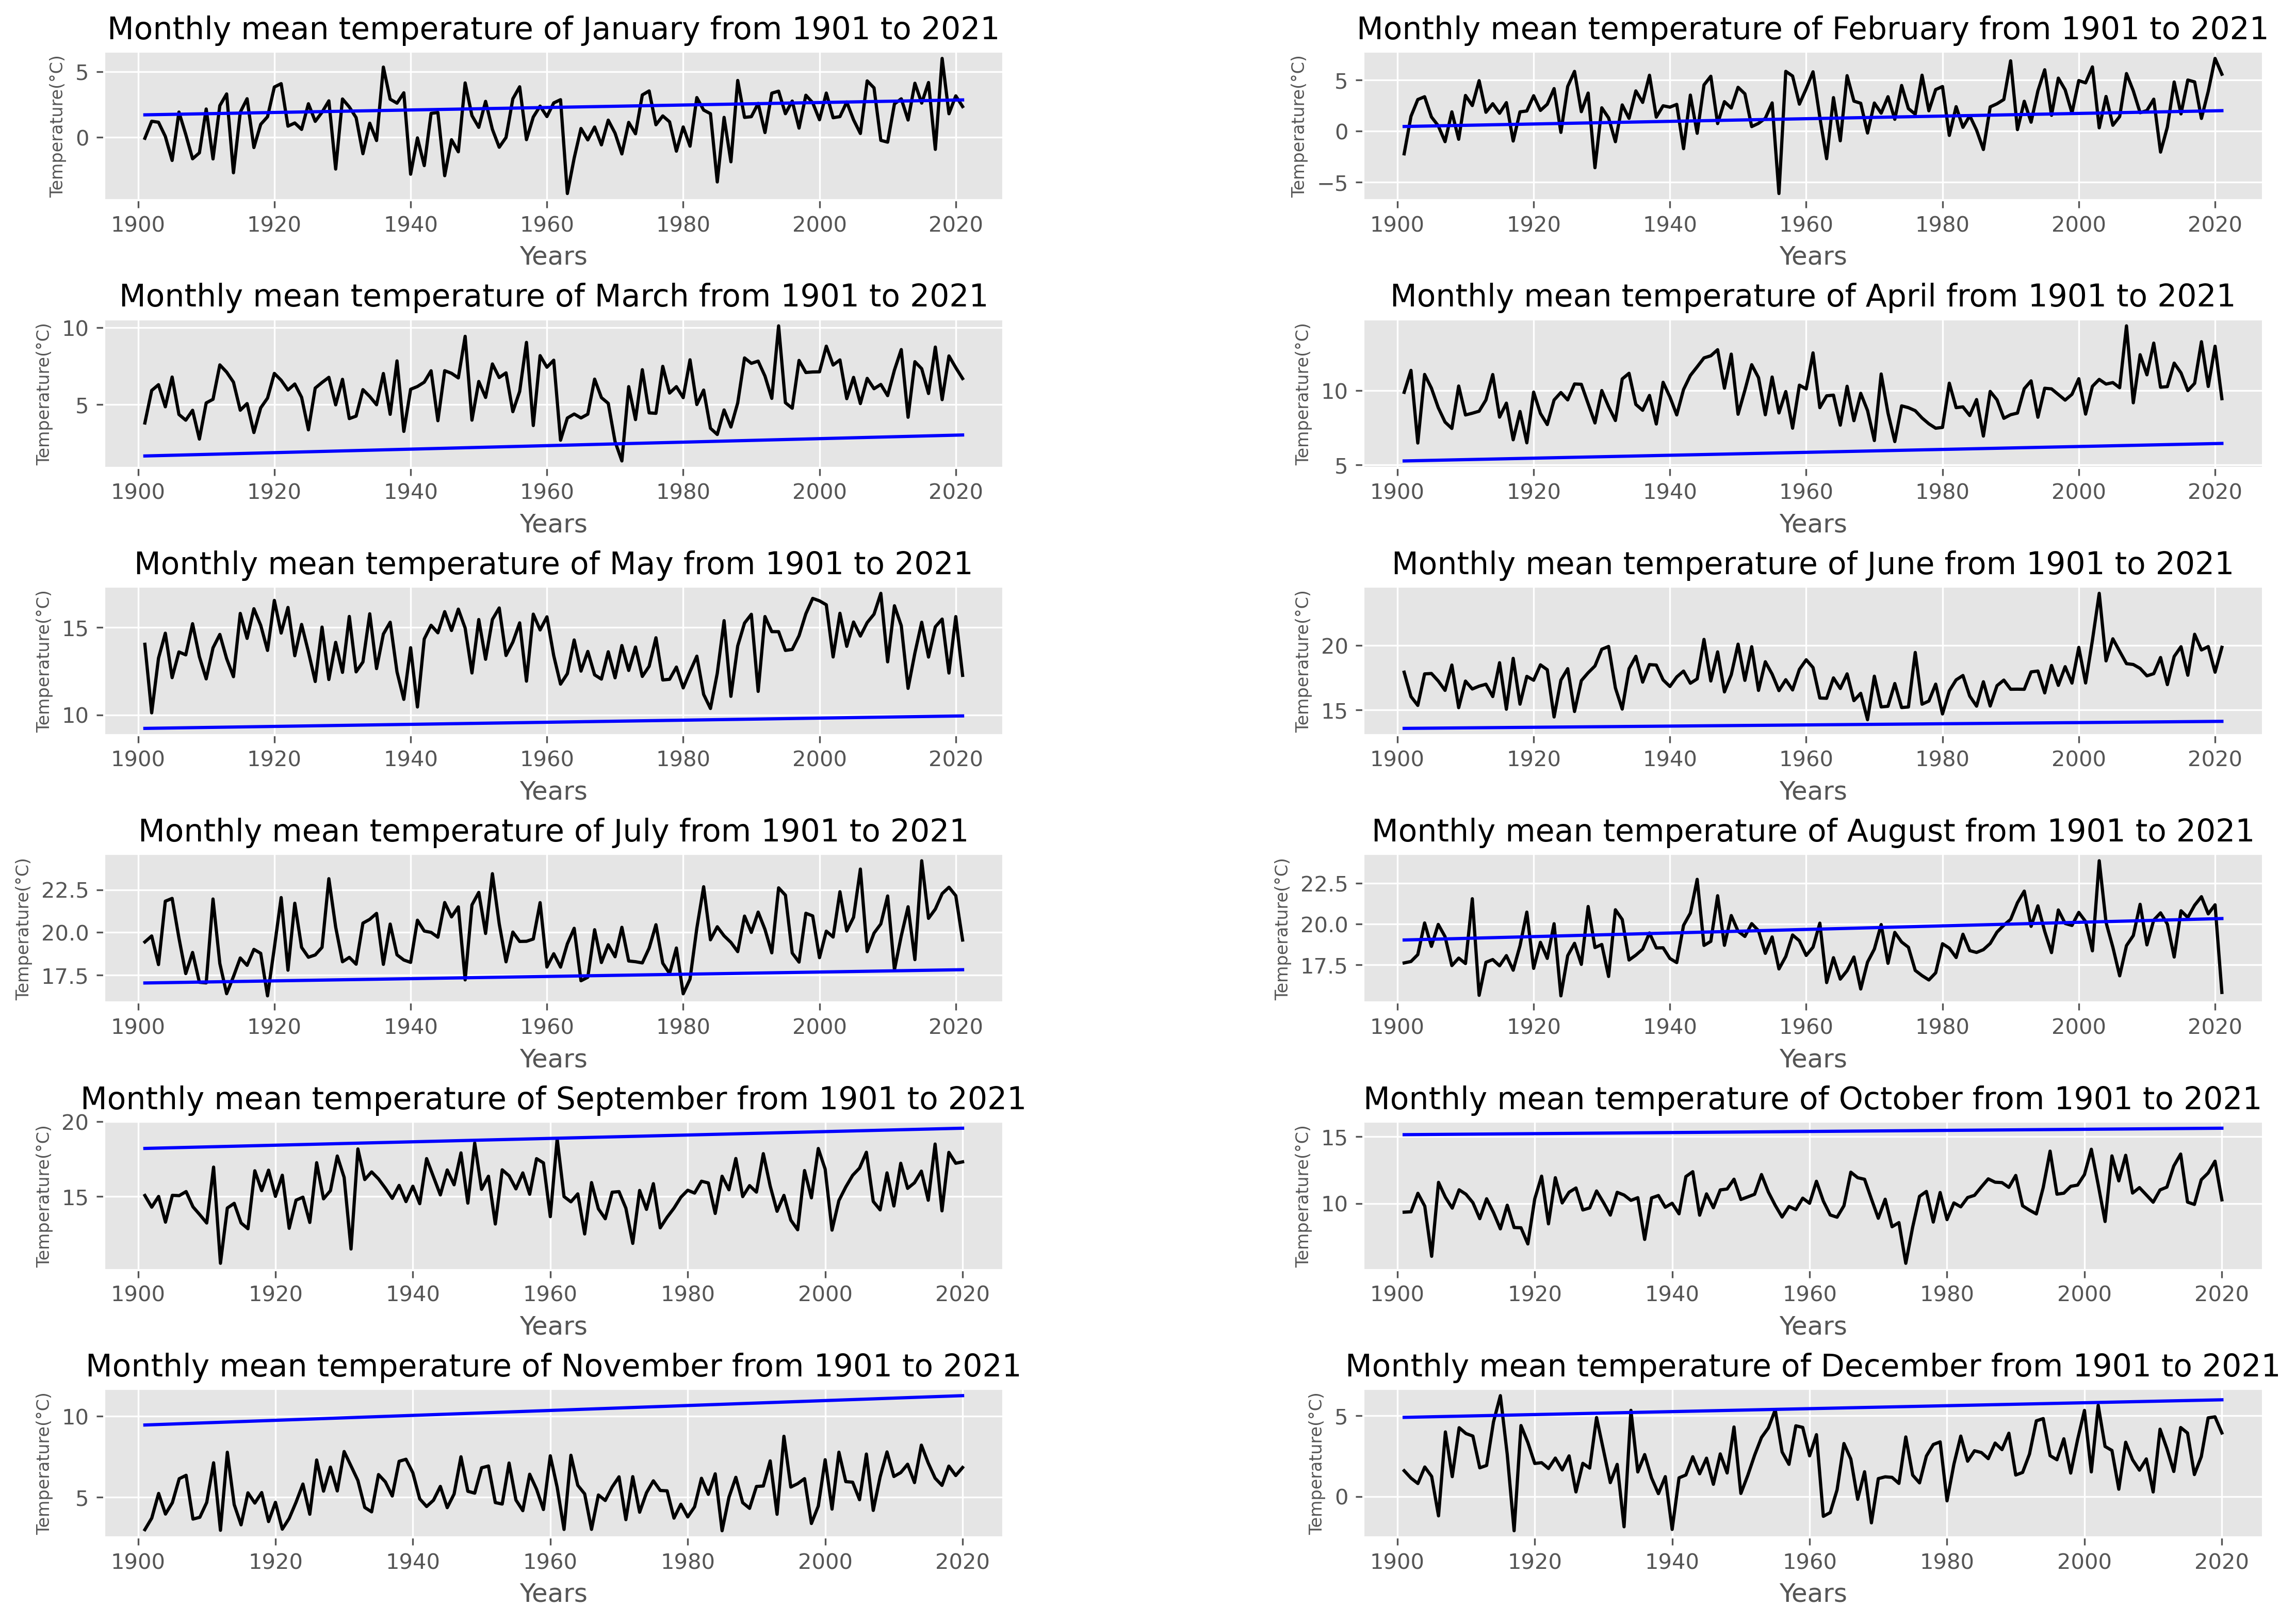 Monthly mean temperature of January from 1901 to 2021
Temperature(°C)
5
0
1900 1920 1940 1960 1980 2000 2020
Years
Monthly mean temperature of February from 1901 to 2021
Temperature(°C)
5
0
−5
1900 1920 1940 1960 1980 2000 2020
Years
Monthly mean temperature of March from 1901 to 2021
Temperature(°C)
10
5
1900 1920 1940 1960 1980 2000 2020
Years
Monthly mean temperature of April from 1901 to 2021
Temperature(°C)
10
5
1900 1920 1940 1960 1980 2000 2020
Years
Monthly mean temperature of May from 1901 to 2021
Temperature(°C)
15
10
1900 1920 1940 1960 1980 2000 2020
Years
Monthly mean temperature of June from 1901 to 2021
Temperature(°C)
20
15
1900 1920 1940 1960 1980 2000 2020
Years
Monthly mean temperature of July from 1901 to 2021
Temperature(°C)
22.5
20.0
17.5
1900 1920 1940 1960 1980 2000 2020
Years
Monthly mean temperature of August from 1901 to 2021
Temperature(°C)
22.5
20.0
17.5
1900 1920 1940 1960 1980 2000 2020
Years
Monthly mean temperature of September from 1901 to 2021
Temperature(°C)
20
15
1900 1920 1940 1960 1980 2000 2020
Years
Monthly mean temperature of October from 1901 to 2021
Temperature(°C)
15
10
1900 1920 1940 1960 1980 2000 2020
Years
Monthly mean temperature of November from 1901 to 2021
Temperature(°C)
10
5
1900 1920 1940 1960 1980 2000 2020
Years
Monthly mean temperature of December from 1901 to 2021
Temperature(°C)
5
0
1900 1920 1940 1960 1980 2000 2020
Years